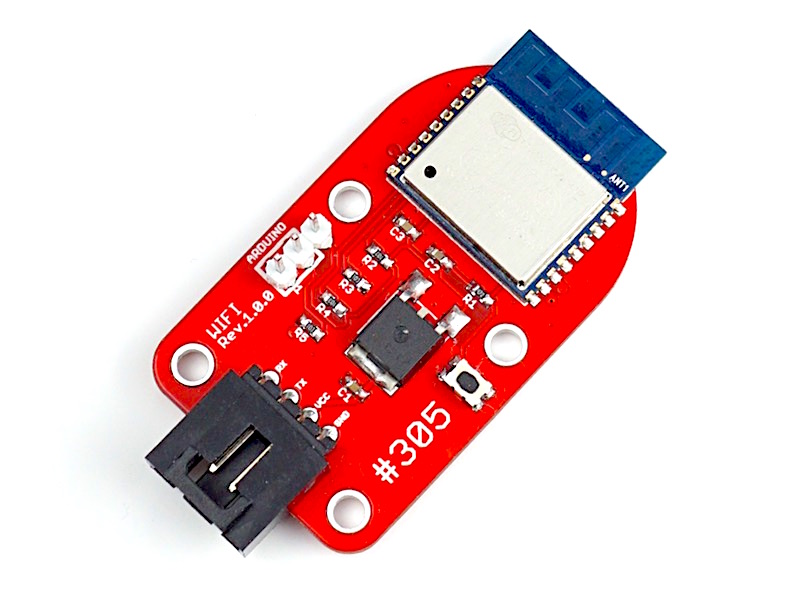 ANT1
ARDUINO
C3
R2
C2
R3
R4
R1
WIFI
Rev.1.0.0
C1
RX
TX
VCC
GND
#305